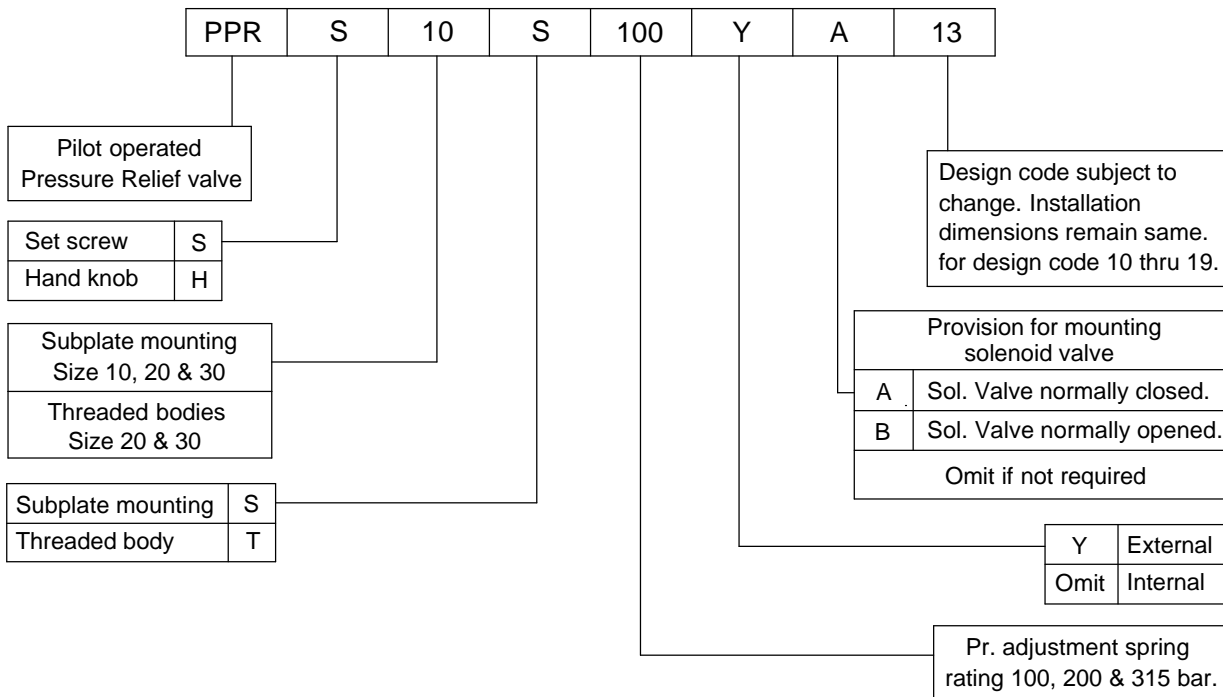 PPR S 10 S 100 Y A 13
Pilot operated
Pressure Relief valve
Set screw S
Hand knob H
Subplate mounting
Size 10, 20 & 30
Threaded bodies
Size 20 & 30
Subplate mounting S
Threaded body T
Design code subject to
change. Installation
dimensions remain same.
for design code 10 thru 19.
Provision for mounting
solenoid valve
A Sol. Valve normally closed.
B Sol. Valve normally opened.
Omit if not required
Y External
Omit Internal
Pr. adjustment spring
rating 100, 200 & 315 bar.